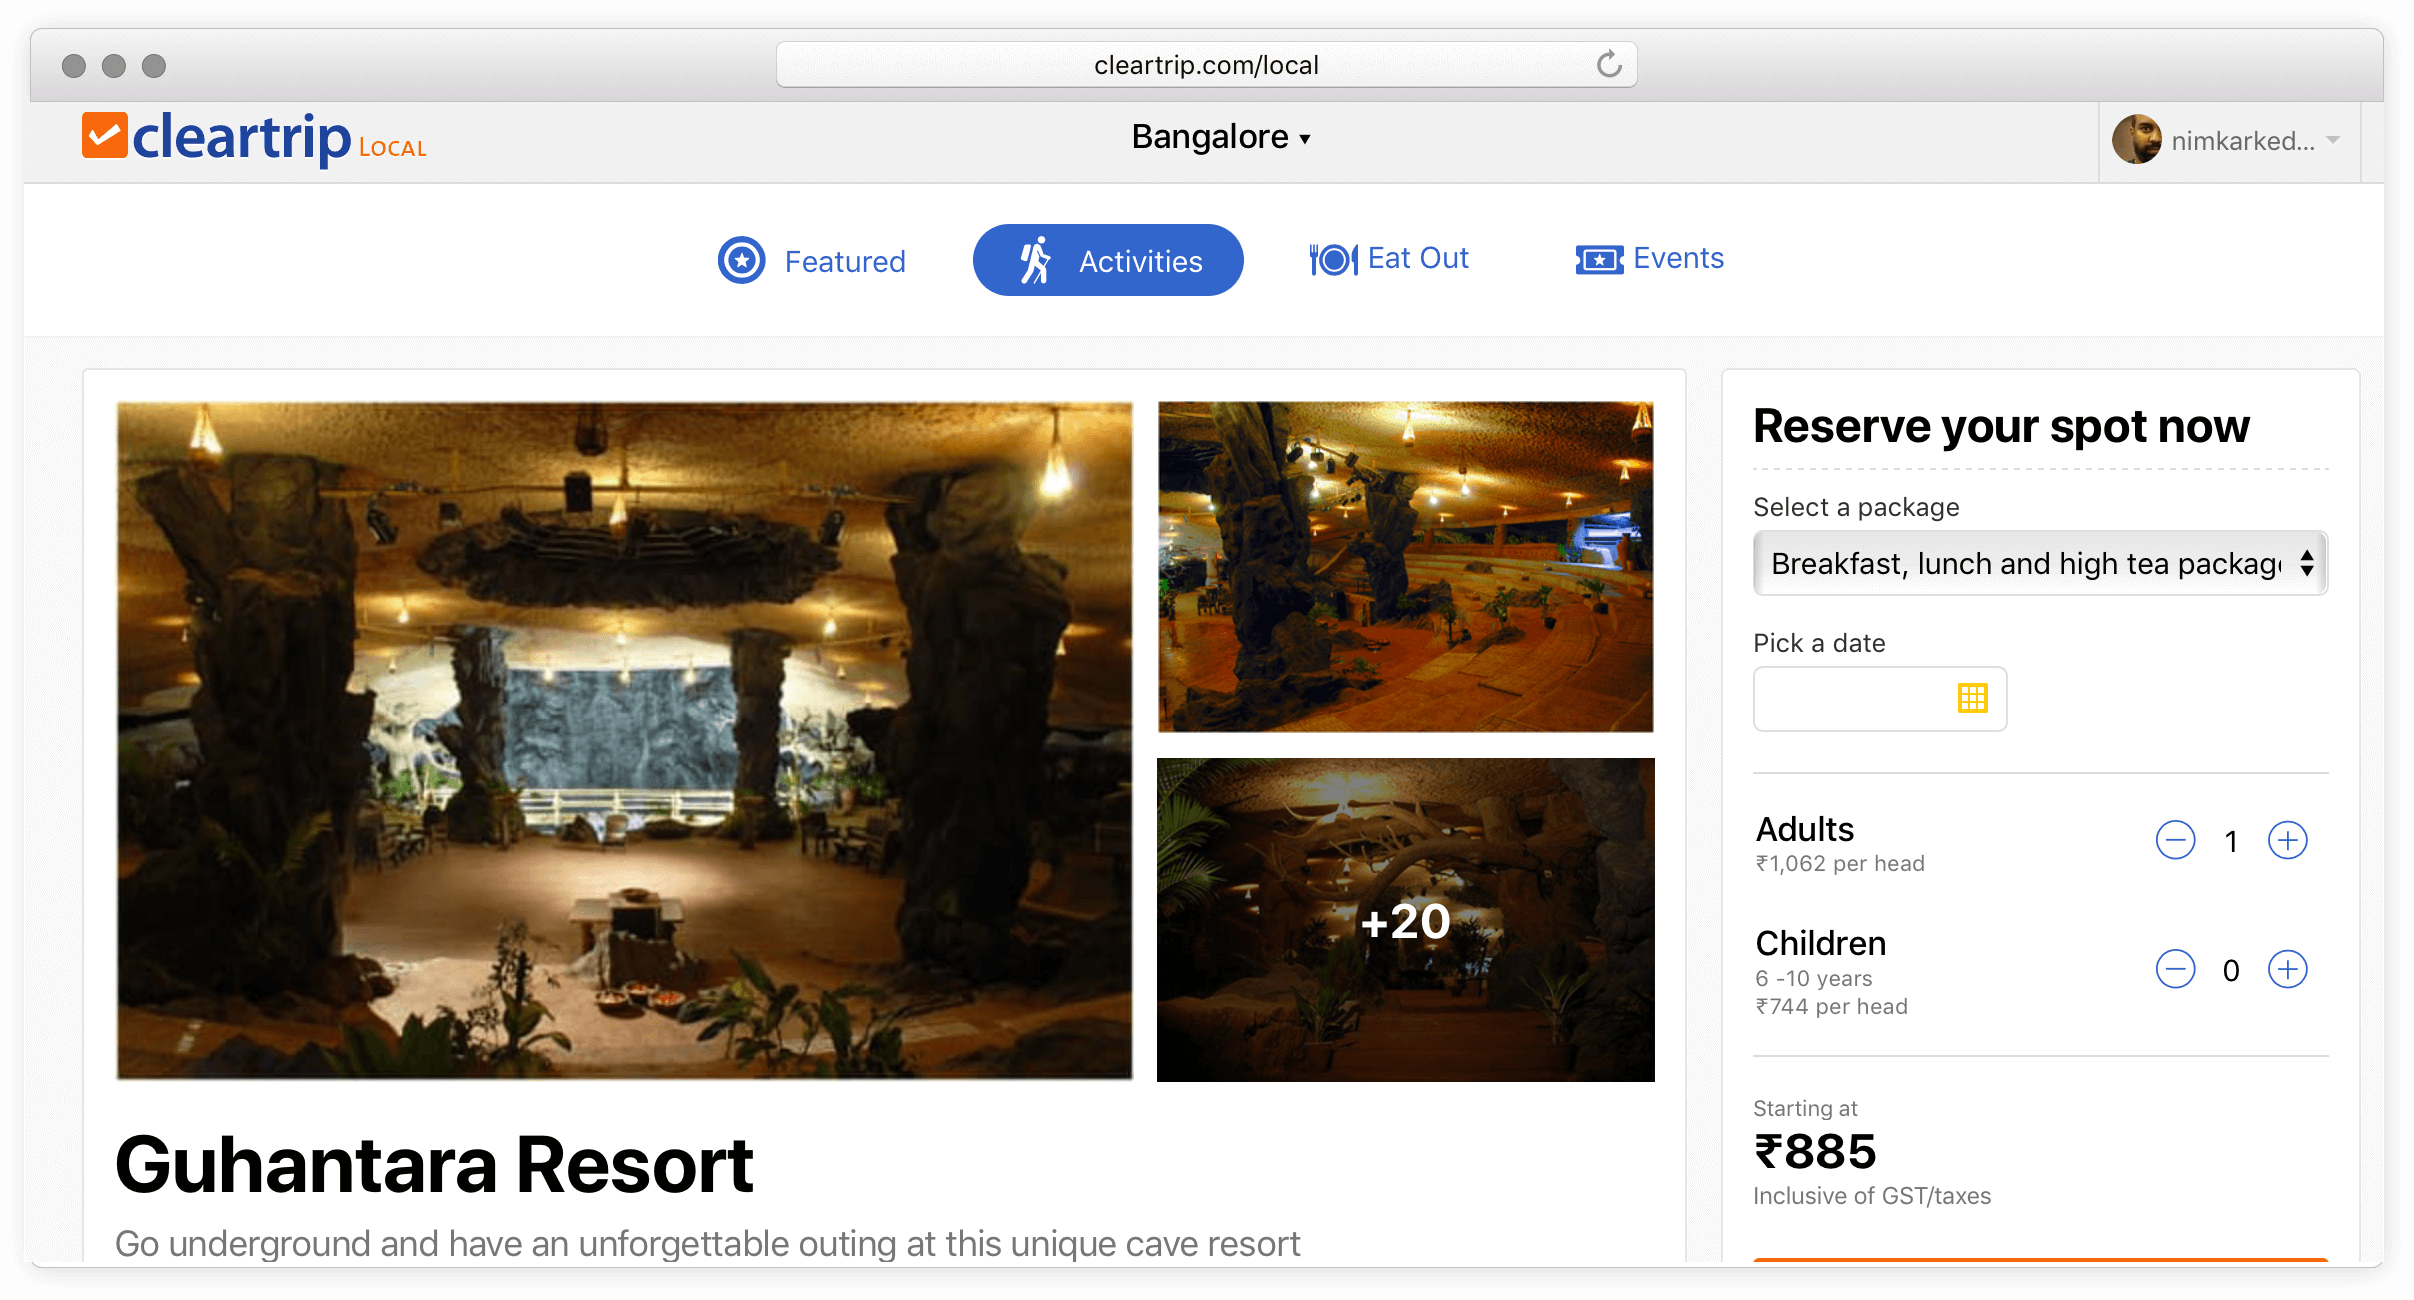 cleartrip.com/local
cleartrip LOCAL
Bangalore ▾
nimkarked...
Featured
Activities
Eat Out
Events
+20
Guhantara Resort
Go underground and have an unforgettable outing at this unique cave resort
Reserve your spot now
Select a package
Breakfast, lunch and high tea packag
Pick a date
Adults
₹1,062 per head
1
Children
6 -10 years
₹744 per head
0
Starting at
₹885
Inclusive of GST/taxes